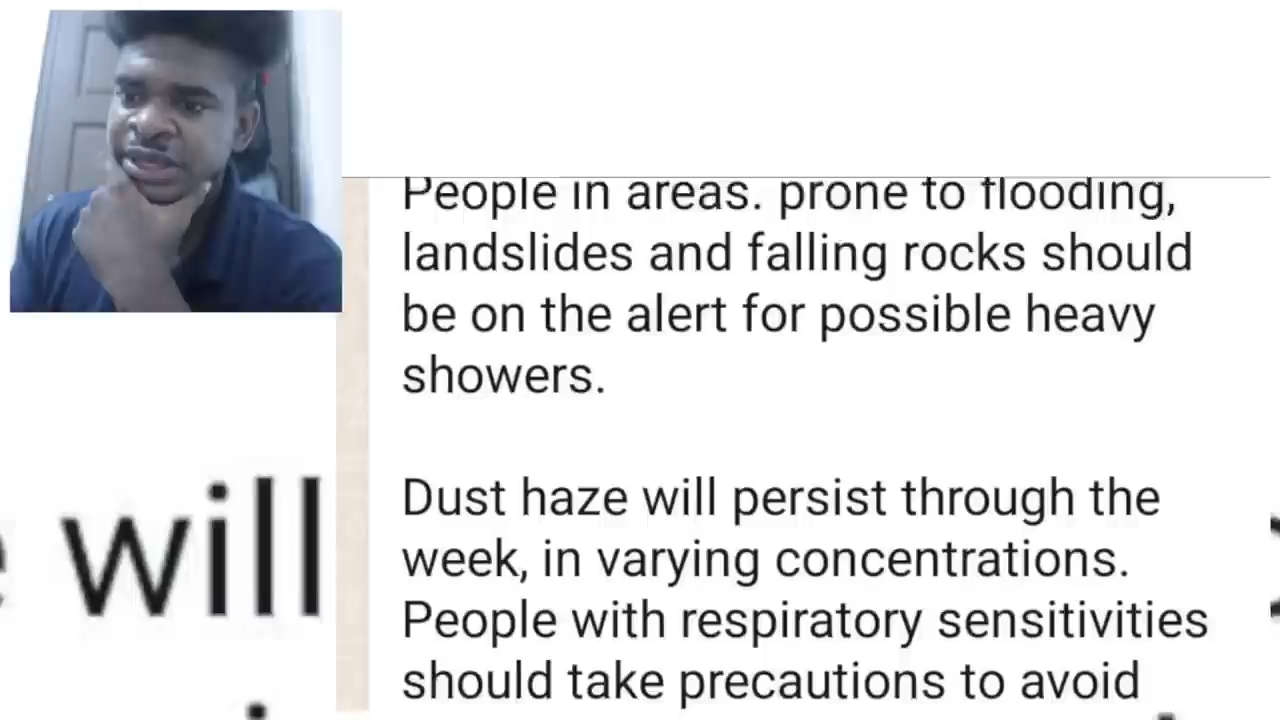 People in areas. prone to flooding,
landslides and falling rocks should
be on the alert for possible heavy
showers.
Dust haze will persist through the
week, in varying concentrations.
People with respiratory sensitivities
should take precautions to avoid
will